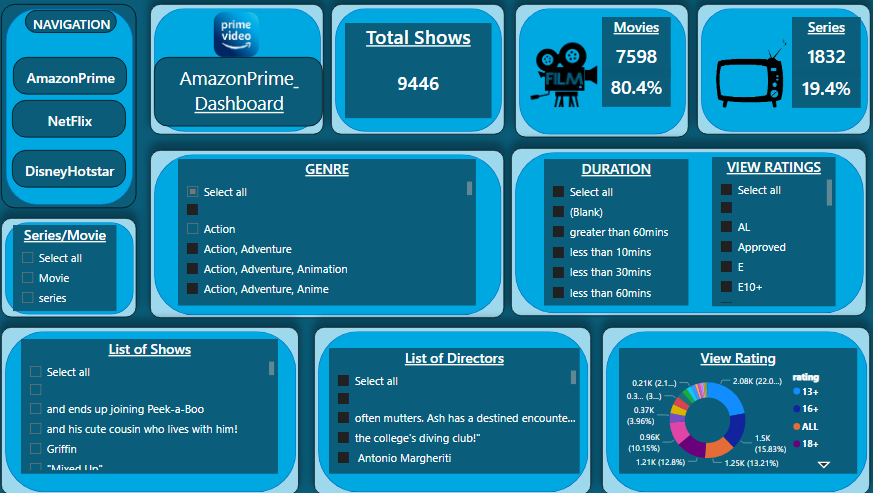 NAVIGATION
AmazonPrime
NetFlix
DisneyHotstar
prime
video
AmazonPrime_
Dashboard
Total Shows
9446
FILM
Movies
7598
80.4%
Series
1832
19.4%
Series/Movie
Select all
Movie
series
GENRE
Select all
Action
Action, Adventure
Action, Adventure, Animation
Action, Adventure, Anime
DURATION
Select all
(Blank)
greater than 60mins
less than 10mins
less than 30mins
less than 60mins
VIEW RATINGS
Select all
AL
Approved
E
E10+
List of Shows
Select all
and ends up joining Peek-a-Boo
and his cute cousin who lives with him!
Griffin
"Mixed Up"
List of Directors
Select all
often mutters. Ash has a destined encounte...
the college's diving club!"
Antonio Margheriti
View Rating
0.21K (2.1...)
0.3... (3...)
0.37K
(3.96%)
0.96K
(10.15%)
1.21K (12.8%)
2.08K (22.0...)
1.5K
(15.83%)
1.25K (13.21%)
rating
13+
16+
ALL
18+